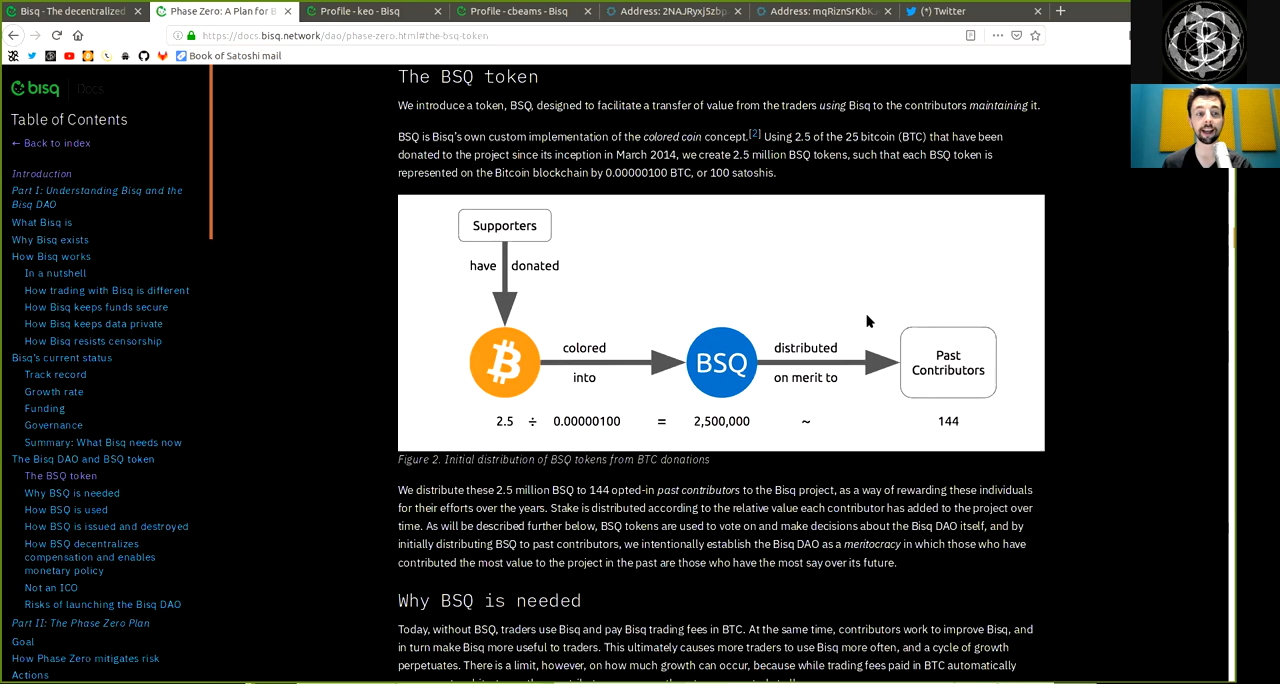 Bisq - The decentralized
Phase Zero: A Plan for B
Profile - keo - Bisq
Profile - cbeams - Bisq
Address: 2NAJRyxj5zbp
Address: mqRiznSrKbK
(*) Twitter
https://docs.bisq.network/dao/phase-zero.html#the-bsq-token
Book of Satoshi mail
bisq Docs
Table of Contents
← Back to index
Introduction
Part I: Understanding Bisq and the
Bisq DAO
What Bisq is
Why Bisq exists
How Bisq works
In a nutshell
How trading with Bisq is different
How Bisq keeps funds secure
How Bisq keeps data private
How Bisq resists censorship
Bisq's current status
Track record
Growth rate
Funding
Governance
Summary: What Bisq needs now
The Bisq DAO and BSQ token
The BSQ token
Why BSQ is needed
How BSQ is used
How BSQ is issued and destroyed
How BSQ decentralizes
compensation and enables
monetary policy
Not an ICO
Risks of launching the Bisq DAO
Part II: The Phase Zero Plan
Goal
How Phase Zero mitigates risk
Actions
The BSQ token
We introduce a token, BSQ, designed to facilitate a transfer of value from the traders using Bisq to the contributors maintaining it.
BSQ is Bisq's own custom implementation of the colored coin concept.[2] Using 2.5 of the 25 bitcoin (BTC) that have been
donated to the project since its inception in March 2014, we create 2.5 million BSQ tokens, such that each BSQ token is
represented on the Bitcoin blockchain by 0.00000100 BTC, or 100 satoshis.
Supporters
have donated
colored
into
BSQ
distributed
on merit to
Past
Contributors
2.5 ÷ 0.00000100 = 2,500,000 ~ 144
Figure 2. Initial distribution of BSQ tokens from BTC donations
We distribute these 2.5 million BSQ to 144 opted-in past contributors to the Bisq project, as a way of rewarding these individuals
for their efforts over the years. Stake is distributed according to the relative value each contributor has added to the project over
time. As will be described further below, BSQ tokens are used to vote on and make decisions about the Bisq DAO itself, and by
initially distributing BSQ to past contributors, we intentionally establish the Bisq DAO as a meritocracy in which those who have
contributed the most value to the project in the past are those who have the most say over its future.
Why BSQ is needed
Today, without BSQ, traders use Bisq and pay Bisq trading fees in BTC. At the same time, contributors work to improve Bisq, and
in turn make Bisq more useful to traders. This ultimately causes more traders to use Bisq more often, and a cycle of growth
perpetuates. There is a limit, however, on how much growth can occur, because while trading fees paid in BTC automatically